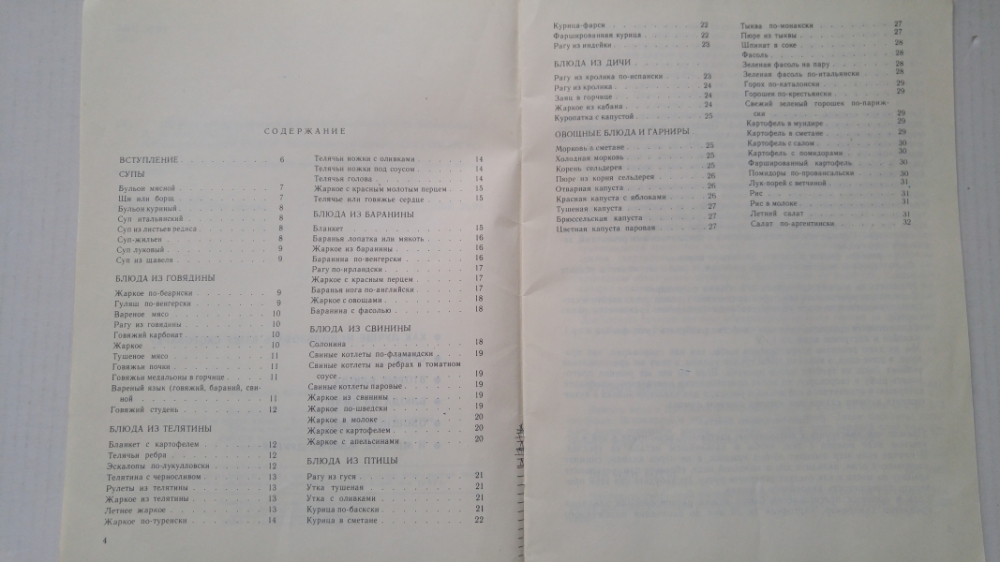 СОДЕРЖАНИЕ
ВСТУПЛЕНИЕ 6
СУПЫ
Бульон мясной 7
Щи или борщ 7
Бульон куриный 8
Суп итальянский 8
Суп из листьев редиса 8
Суп-жюльен 8
Суп луковый 9
Суп из щавеля 9
БЛЮДА ИЗ ГОВЯДИНЫ
Жаркое по-беарнски 9
Гуляш по-венгерски 9
Вареное мясо 10
Рагу из говядины 10
Говяжий карбонат 10
Жаркое 10
Тушеное мясо 11
Говяжьи почки 11
Говяжьи медальоны в горчице 11
Вареный язык (говяжий, бараний, сви-
ной 11
Говяжий студень 12
БЛЮДА ИЗ ТЕЛЯТИНЫ
Бланкет с картофелем 12
Телячьи ребра 12
Эскалопы по-лукулловски 12
Телятина с черносливом 13
Рулеты из телятины 13
Жаркое из телятины 13
Летнее жаркое 13
Жаркое по-туревски 14
4
Телячьи ножки с оливками 14
Телячьи ножки под соусом 14
Телячья голова 14
Жаркое с красным молотым перцем 15
Телячье или говяжье сердце 15
БЛЮДА ИЗ БАРАНИНЫ
Бланкет 15
Баранья лопатка или мякоть 16
Жаркое из баранины 16
Баранина по-венгерски 16
Рагу по-ирландски 17
Жаркое с красным перцем 17
Баранья нога по-английски 17
Жаркое с овощами 18
Баранина с фасолью 18
БЛЮДА ИЗ СВИНИНЫ
Солонина 18
Свиные котлеты по-фламандски 19
Свиные котлеты на ребрах в томатном
соусе 19
Свиные котлеты паровые 19
Жаркое из свинины 19
Жаркое по-шведски 19
Жаркое в молоке 20
Жаркое с картофелем 20
Жаркое с апельсинами 20
БЛЮДА ИЗ ПТИЦЫ
Рагу из гуся 21
Утка тушеная 21
Утка с оливками 21
Курица по-баскски 21
Курица в сметане 22
Курица-фарси 22
Фаршированная курица 22
Рагу из индейки 23
БЛЮДА ИЗ ДИЧИ
Рагу из кролика по-испански 23
Рагу из кролика 24
Заяц в горчице 24
Жаркое из кабана 24
Куропатка с капустой 25
ОВОЩНЫЕ БЛЮДА И ГАРНИРЫ
Морковь в сметане 25
Холодная морковь 25
Корень сельдерея 25
Пюре из корня сельдерея 26
Отварная капуста 26
Красная капуста с яблоками 26
Тушеная капуста 27
Брюссельская капуста 27
Цветная капуста паровая 27
Тыква по-монакски 27
Пюре из тыквы 27
Шпинат в соке 28
Фасоль 28
Зеленая фасоль на пару 28
Зеленая фасоль по-итальянски 28
Горох по-каталонски 29
Горошек по-крестьянски 29
Свежий зеленый горошек по-париж-
ски 29
Картофель в мундире 29
Картофель в сметане 29
Картофель с салом 30
Картофель с помидорами 30
Фаршированный картофель 30
Помидоры по-провансальски 30
Лук-порей с ветчиной 31
Рис 31
Рис в молоке 31
Летний салат 31
Салат по-аргентински 32